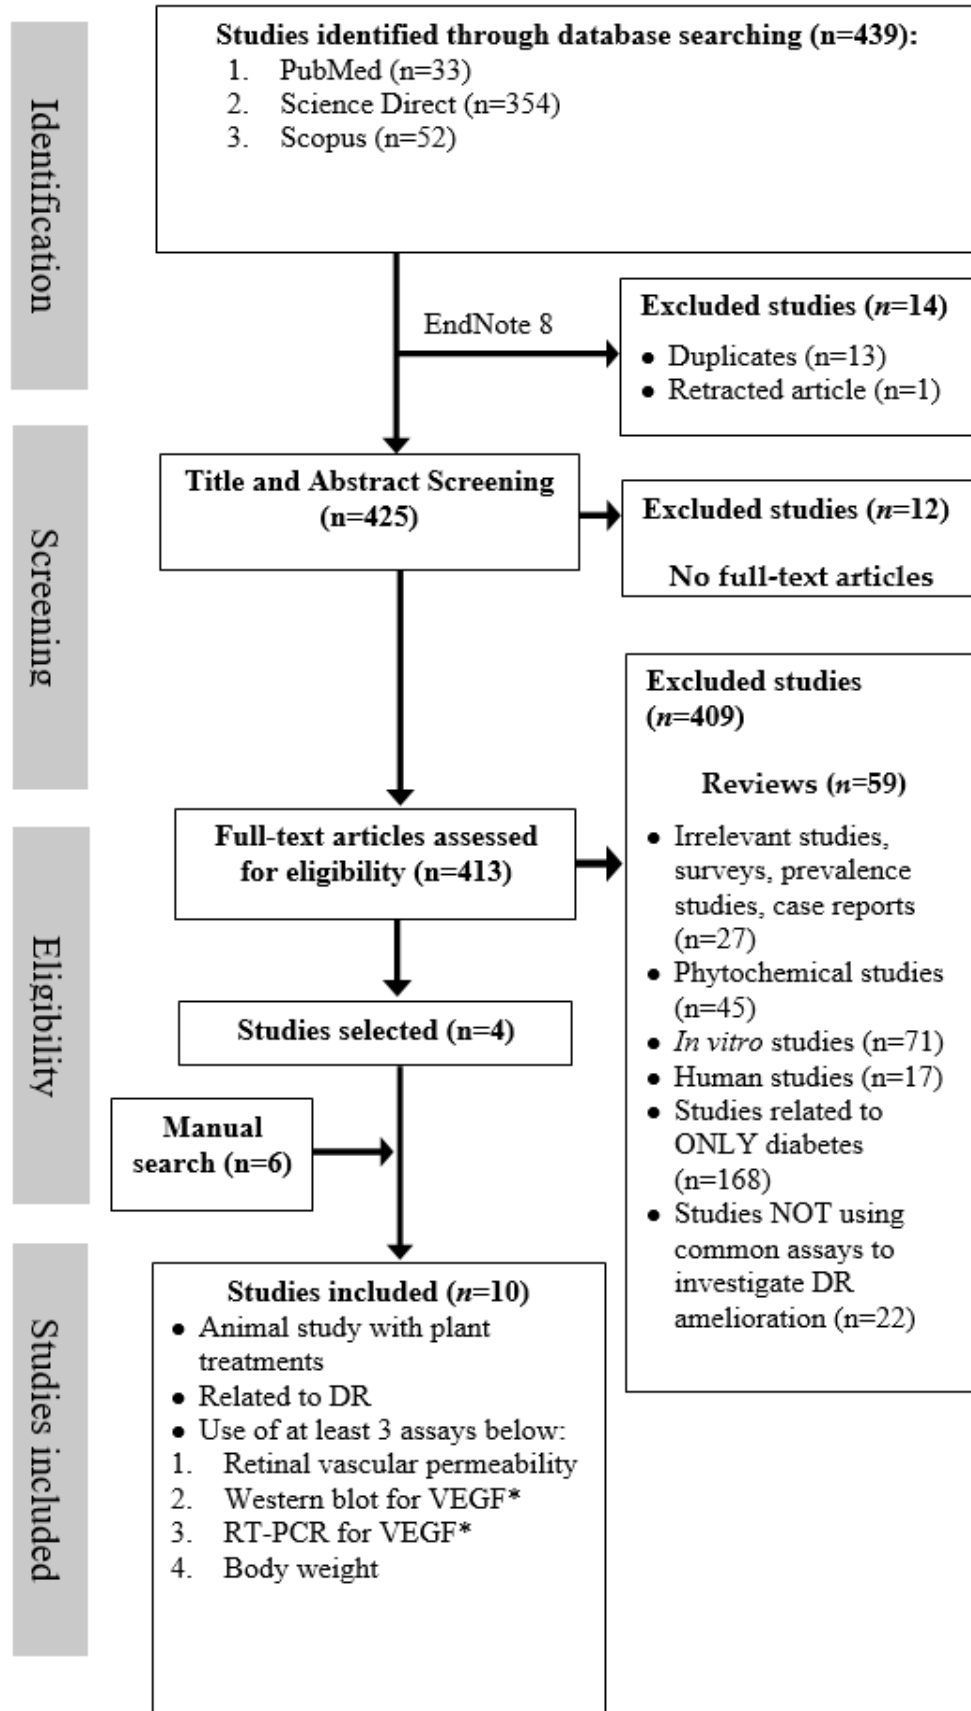 Identification
Studies identified through database searching (n=439):
1. PubMed (n=33)
2. Science Direct (n=354)
3. Scopus (n=52)
EndNote 8
Excluded studies (n=14)
● Duplicates (n=13)
● Retracted article (n=1)
Screening
Title and Abstract Screening
(n=425)
Excluded studies (n=12)
No full-text articles
Eligibility
Full-text articles assessed
for eligibility (n=413)
Excluded studies
(n=409)
Reviews (n=59)
● Irrelevant studies,
surveys, prevalence
studies, case reports
(n=27)
● Phytochemical studies
(n=45)
● In vitro studies (n=71)
● Human studies (n=17)
● Studies related to
ONLY diabetes
(n=168)
● Studies NOT using
common assays to
investigate DR
amelioration (n=22)
Studies selected (n=4)
Manual
search (n=6)
Studies included
Studies included (n=10)
● Animal study with plant
treatments
● Related to DR
● Use of at least 3 assays below:
1. Retinal vascular permeability
2. Western blot for VEGF*
3. RT-PCR for VEGF*
4. Body weight